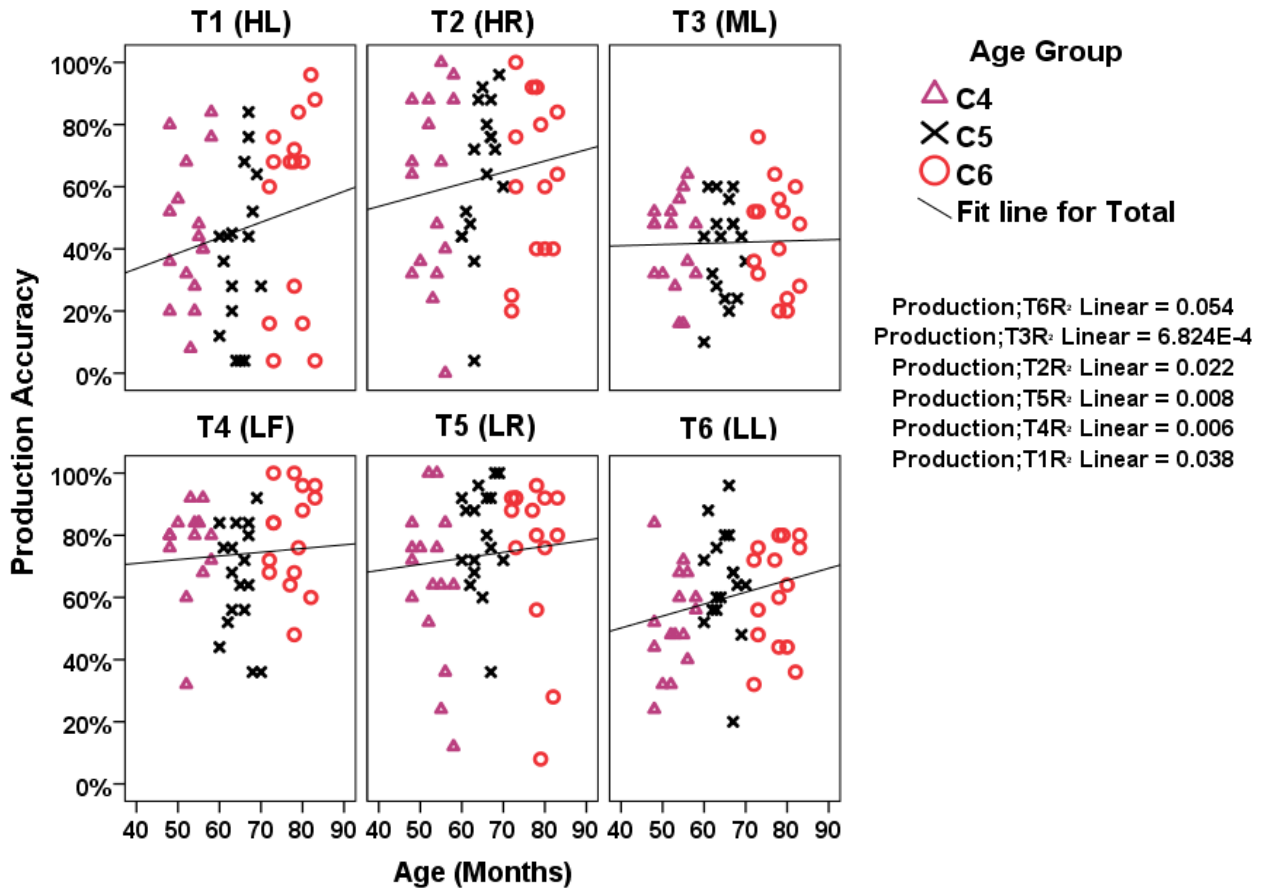 T1 (HL) T2 (HR) T3 (ML)
100%
80%
60%
40%
20%
0%
T4 (LF) T5 (LR) T6 (LL)
100%
80%
60%
40%
20%
0%
40 50 60 70 80 90 40 50 60 70 80 90 40 50 60 70 80 90
Age (Months)
Production Accuracy
Age Group
C4
C5
C6
Fit line for Total
Production;T6R² Linear = 0.054
Production;T3R² Linear = 6.824E-4
Production;T2R² Linear = 0.022
Production;T5R² Linear = 0.008
Production;T4R² Linear = 0.006
Production;T1R² Linear = 0.038